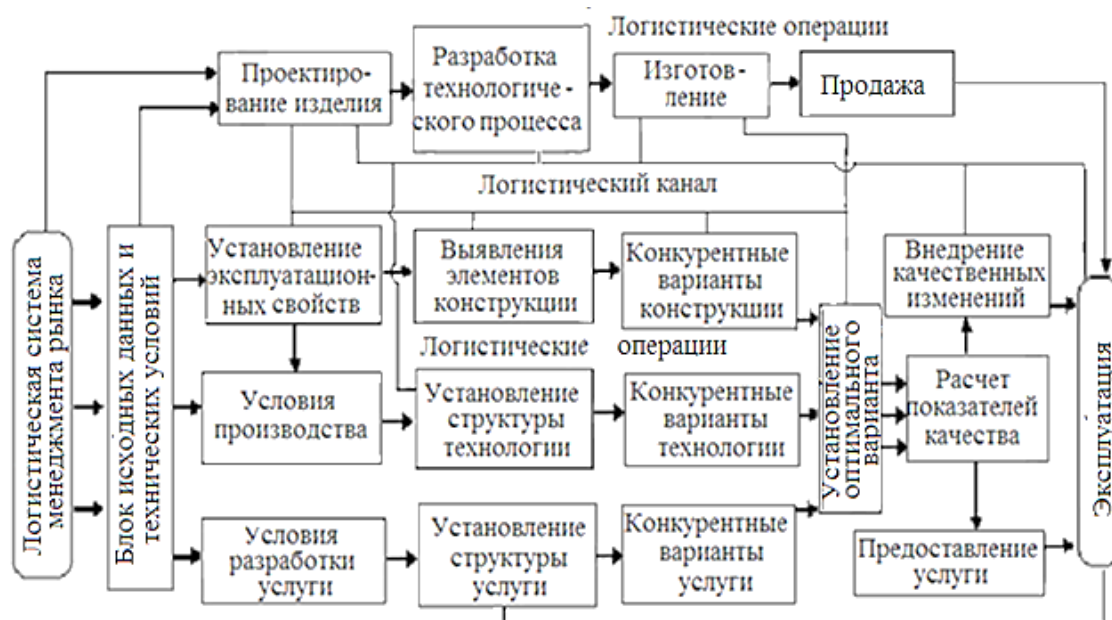 Логистические операции
Проектиро-
вание изделия
Разработка
технологиче-
ского процесса
Изготов-
ление
Продажа
Логистический канал
Логистическая система
менеджмента рынка
Блок исходных данных и
технических условий
Установление
эксплуатацион-
ных свойств
Выявления
элементов
конструкции
Конкурентные
варианты
конструкции
Внедрение
качественных
изменений
Логистические операции
Условия
производства
Установление
структуры
технологии
Конкурентные
варианты
технологии
Установление
оптимального
варианта
Расчет
показателей
качества
Эксплуатация
Условия
разработки
услуги
Установление
структуры
услуги
Конкурентные
варианты
услуги
Предоставление
услуги